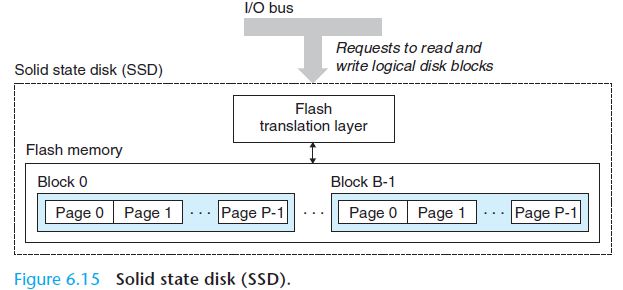 I/O bus
Requests to read and
write logical disk blocks
Solid state disk (SSD)
Flash
translation layer
Flash memory
Block 0 Block B-1
Page 0 Page 1 · · · Page P-1 · · · Page 0 Page 1 · · · Page P-1
Figure 6.15 Solid state disk (SSD).